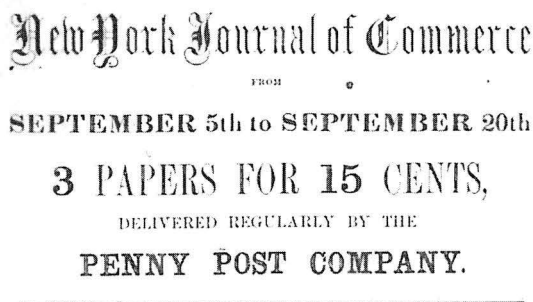 New York Journal of Commerce
FROM
SEPTEMBER 5th to SEPTEMBER 20th
3 PAPERS FOR 15 CENTS,
DELIVERED REGULARLY BY THE
PENNY POST COMPANY.